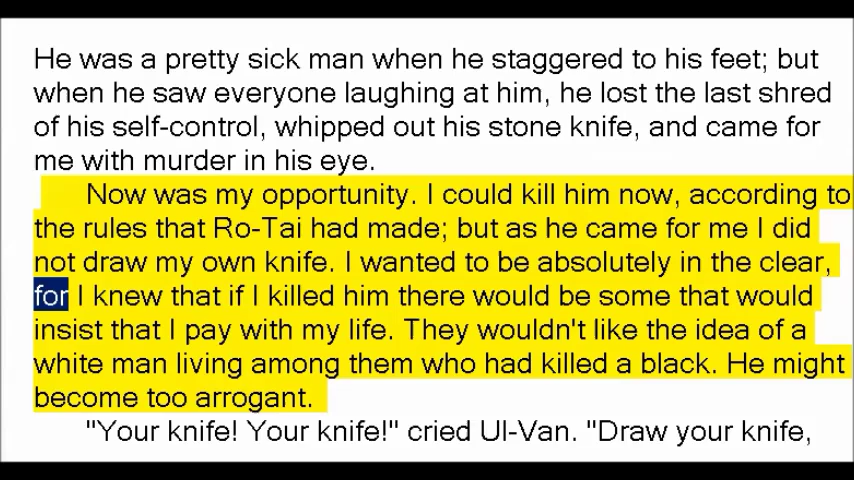 He was a pretty sick man when he staggered to his feet; but
when he saw everyone laughing at him, he lost the last shred
of his self-control, whipped out his stone knife, and came for
me with murder in his eye.
Now was my opportunity. I could kill him now, according to
the rules that Ro-Tai had made; but as he came for me I did
not draw my own knife. I wanted to be absolutely in the clear,
for I knew that if I killed him there would be some that would
insist that I pay with my life. They wouldn't like the idea of a
white man living among them who had killed a black. He might
become too arrogant.
"Your knife! Your knife!" cried Ul-Van. "Draw your knife,